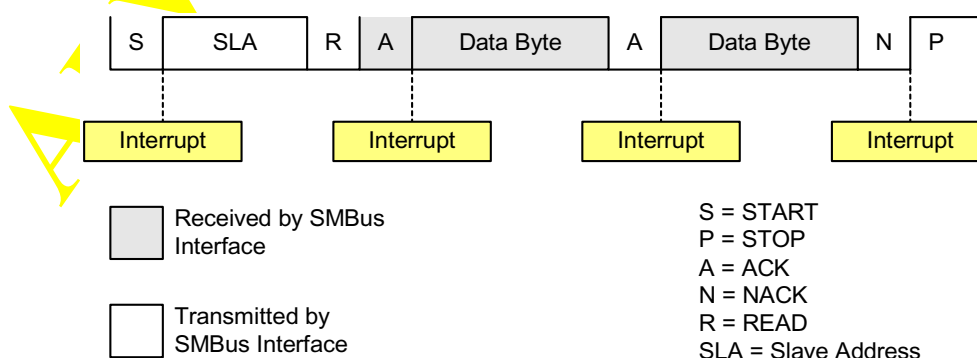 S SLA R A Data Byte A Data Byte N P
Interrupt Interrupt Interrupt Interrupt
Received by SMBus
Interface
Transmitted by
SMBus Interface
S = START
P = STOP
A = ACK
N = NACK
R = READ
SLA = Slave Address